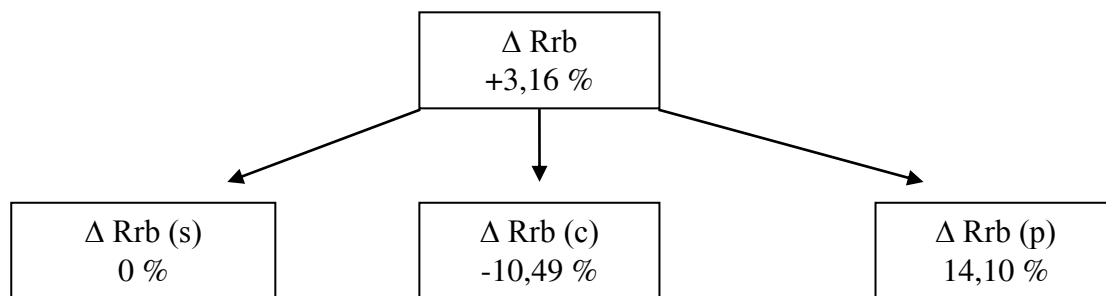 Δ Rrb
+3,16 %
Δ Rrb (s)
0 %
Δ Rrb (c)
-10,49 %
Δ Rrb (p)
14,10 %